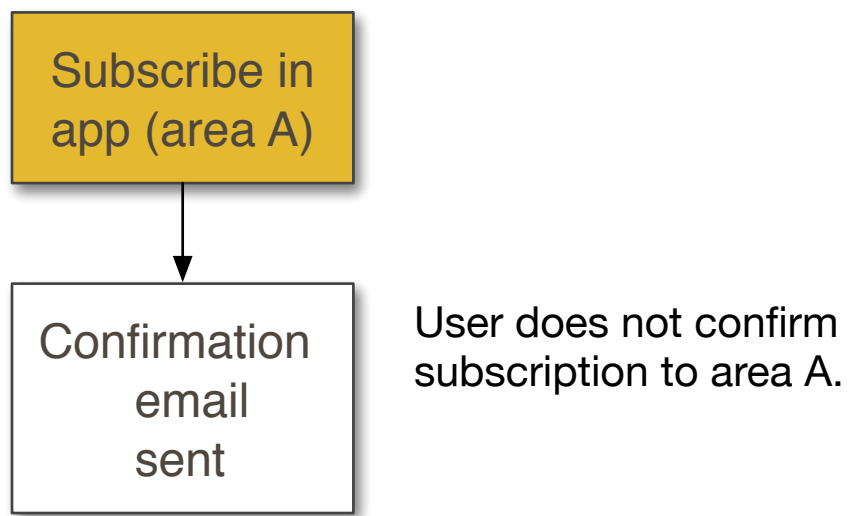 Subscribe in
app (area A)
Confirmation
email
sent
User does not confirm
subscription to area A.